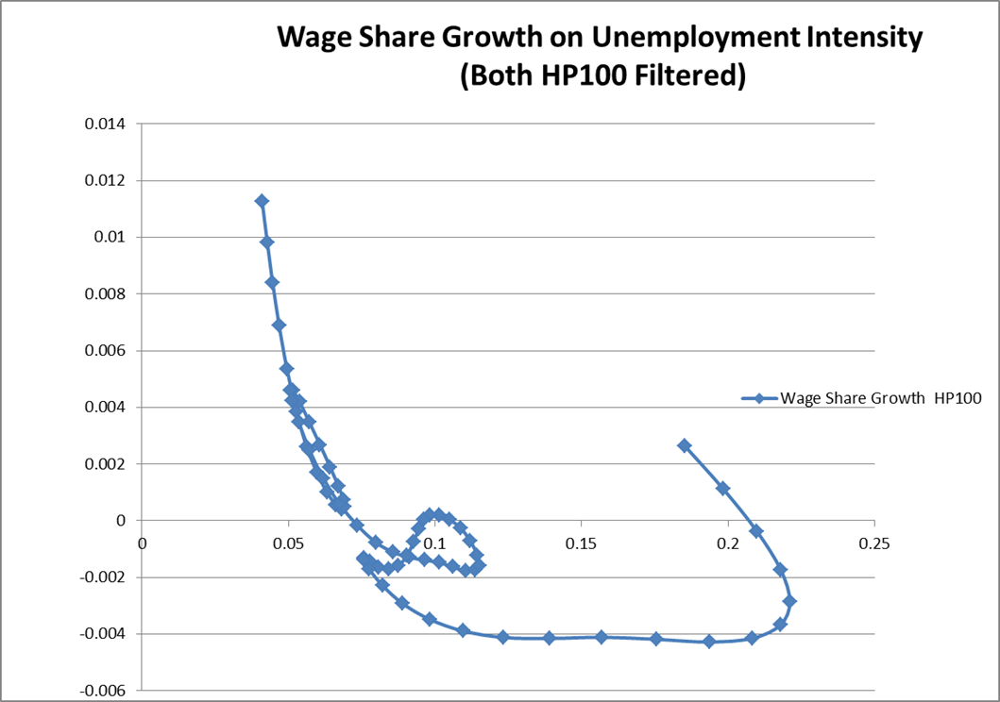 Wage Share Growth on Unemployment Intensity
(Both HP100 Filtered)
0.014
0.012
0.01
0.008
0.006
0.004
0.002
0
-0.002
-0.004
-0.006
0 0.05 0.1 0.15 0.2 0.25
Wage Share Growth HP100